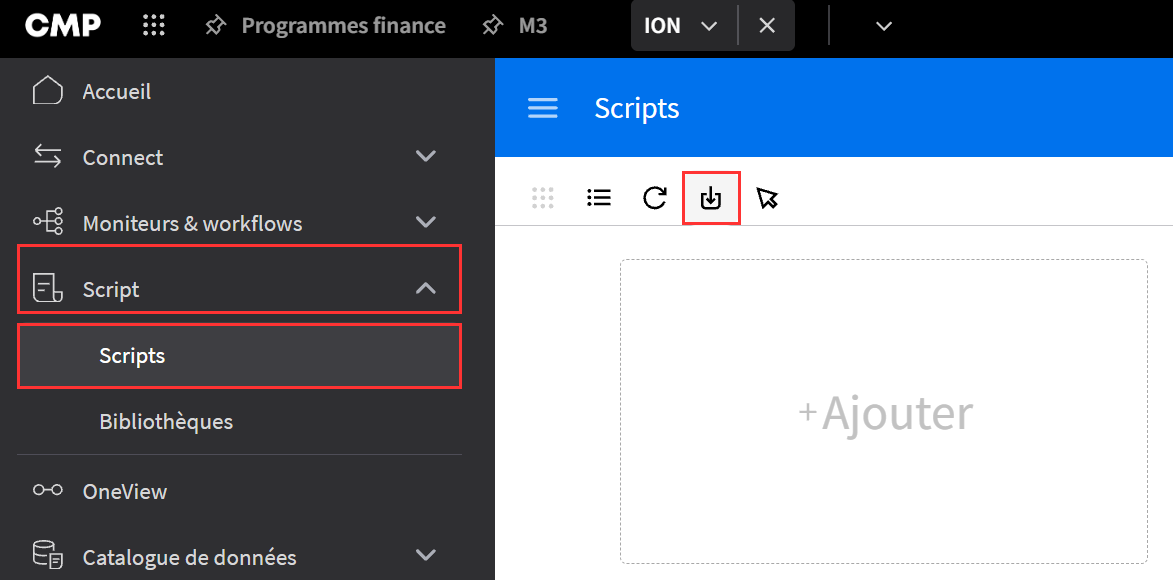 CMP Programmes finance M3 ION
Accueil
Connect
Moniteurs & workflows
Script
Scripts
Bibliothèques
OneView
Catalogue de données
Scripts
+Ajouter